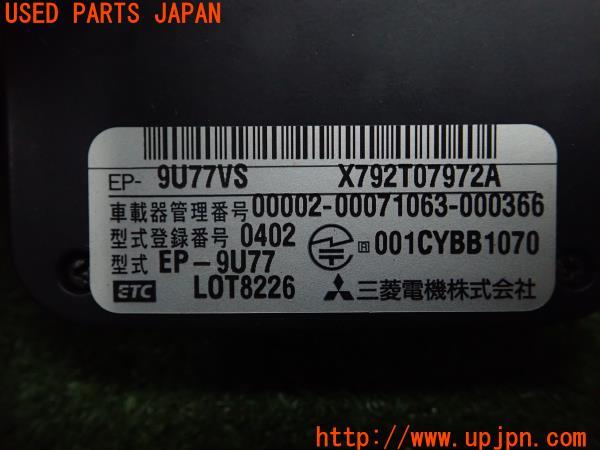 USED PARTS JAPAN
EP- 9U77VS X792T07972A
車載器管理番号 00002-00071063-000366
型式登録番号 0402 国 001CYBB1070
型式 EP-9U77
ETC LOT8226 三菱電機株式会社
UPJ http://www.upjpn.com/